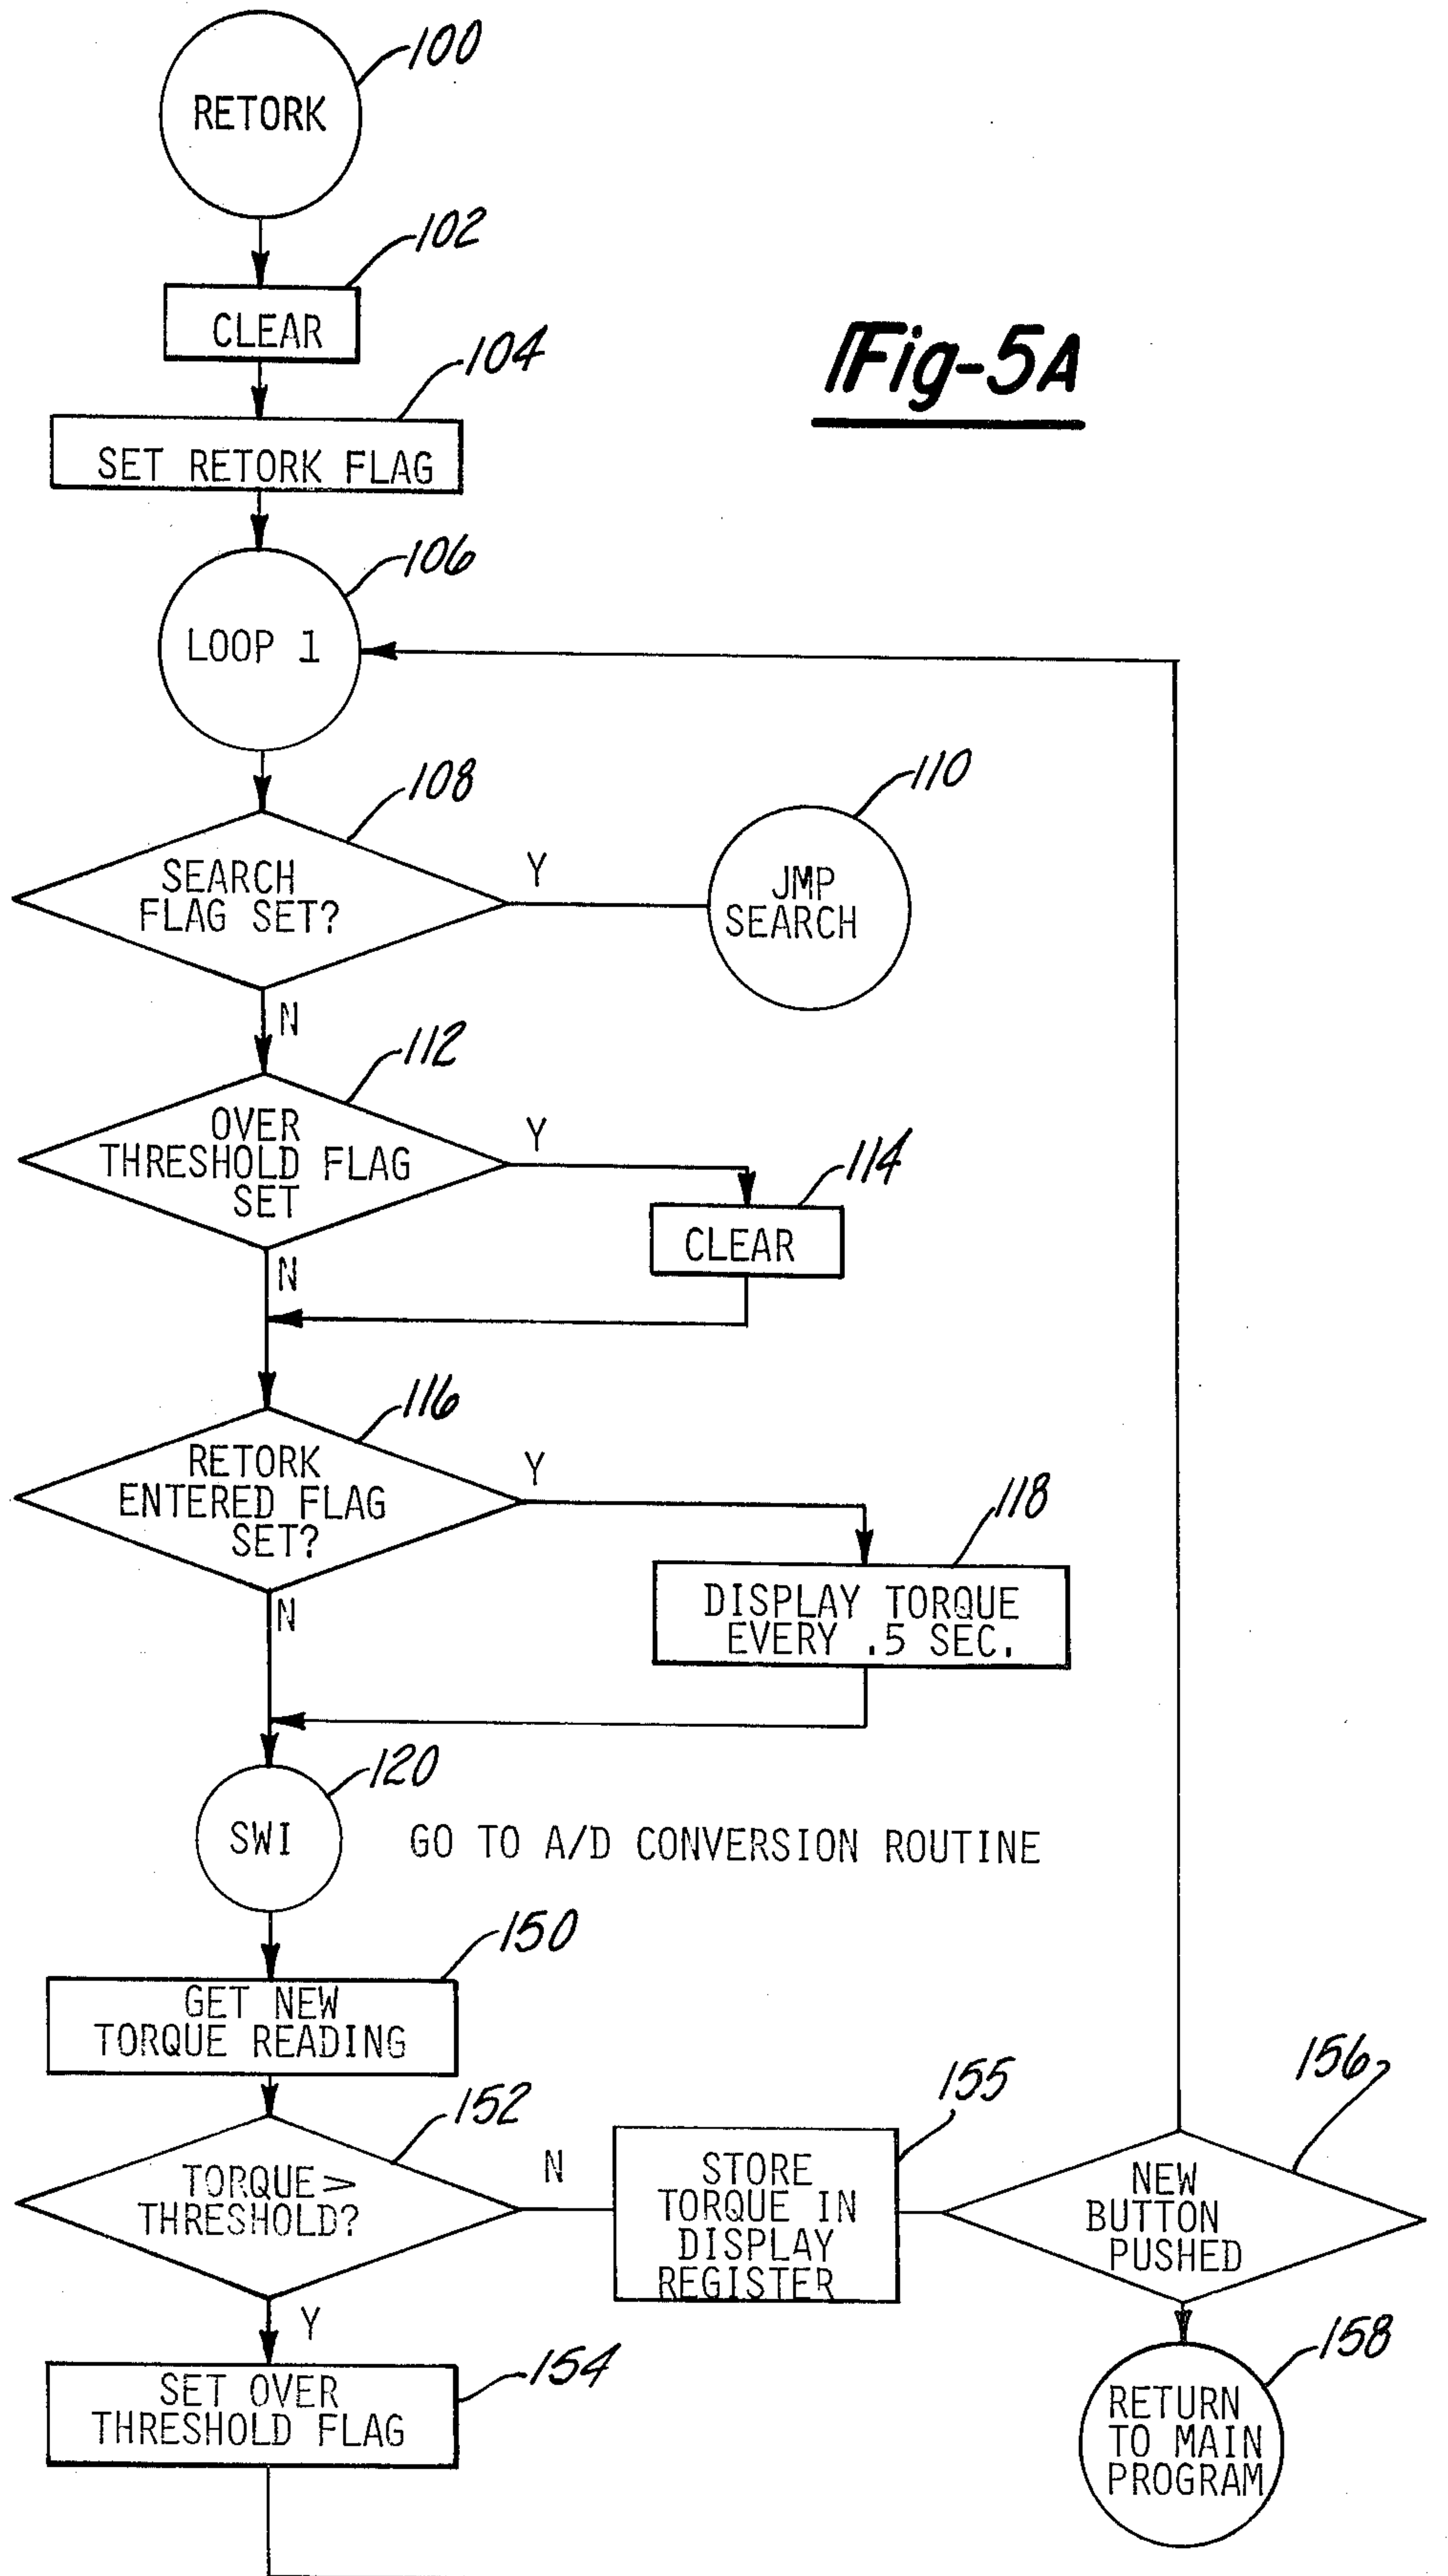 100
RETORK
102
CLEAR
104
SET RETORK FLAG
Fig-5A
106
LOOP 1
108
SEARCH
FLAG SET?
Y
110
JMP
SEARCH
N
112
OVER
THRESHOLD FLAG
SET
Y
114
CLEAR
N
116
RETORK
ENTERED FLAG
SET?
Y
118
DISPLAY TORQUE
EVERY .5 SEC.
N
120
SWI
GO TO A/D CONVERSION ROUTINE
150
GET NEW
TORQUE READING
152
TORQUE >
THRESHOLD?
N
155
STORE
TORQUE IN
DISPLAY
REGISTER
156
NEW
BUTTON
PUSHED
Y
154
SET OVER
THRESHOLD FLAG
158
RETURN
TO MAIN
PROGRAM